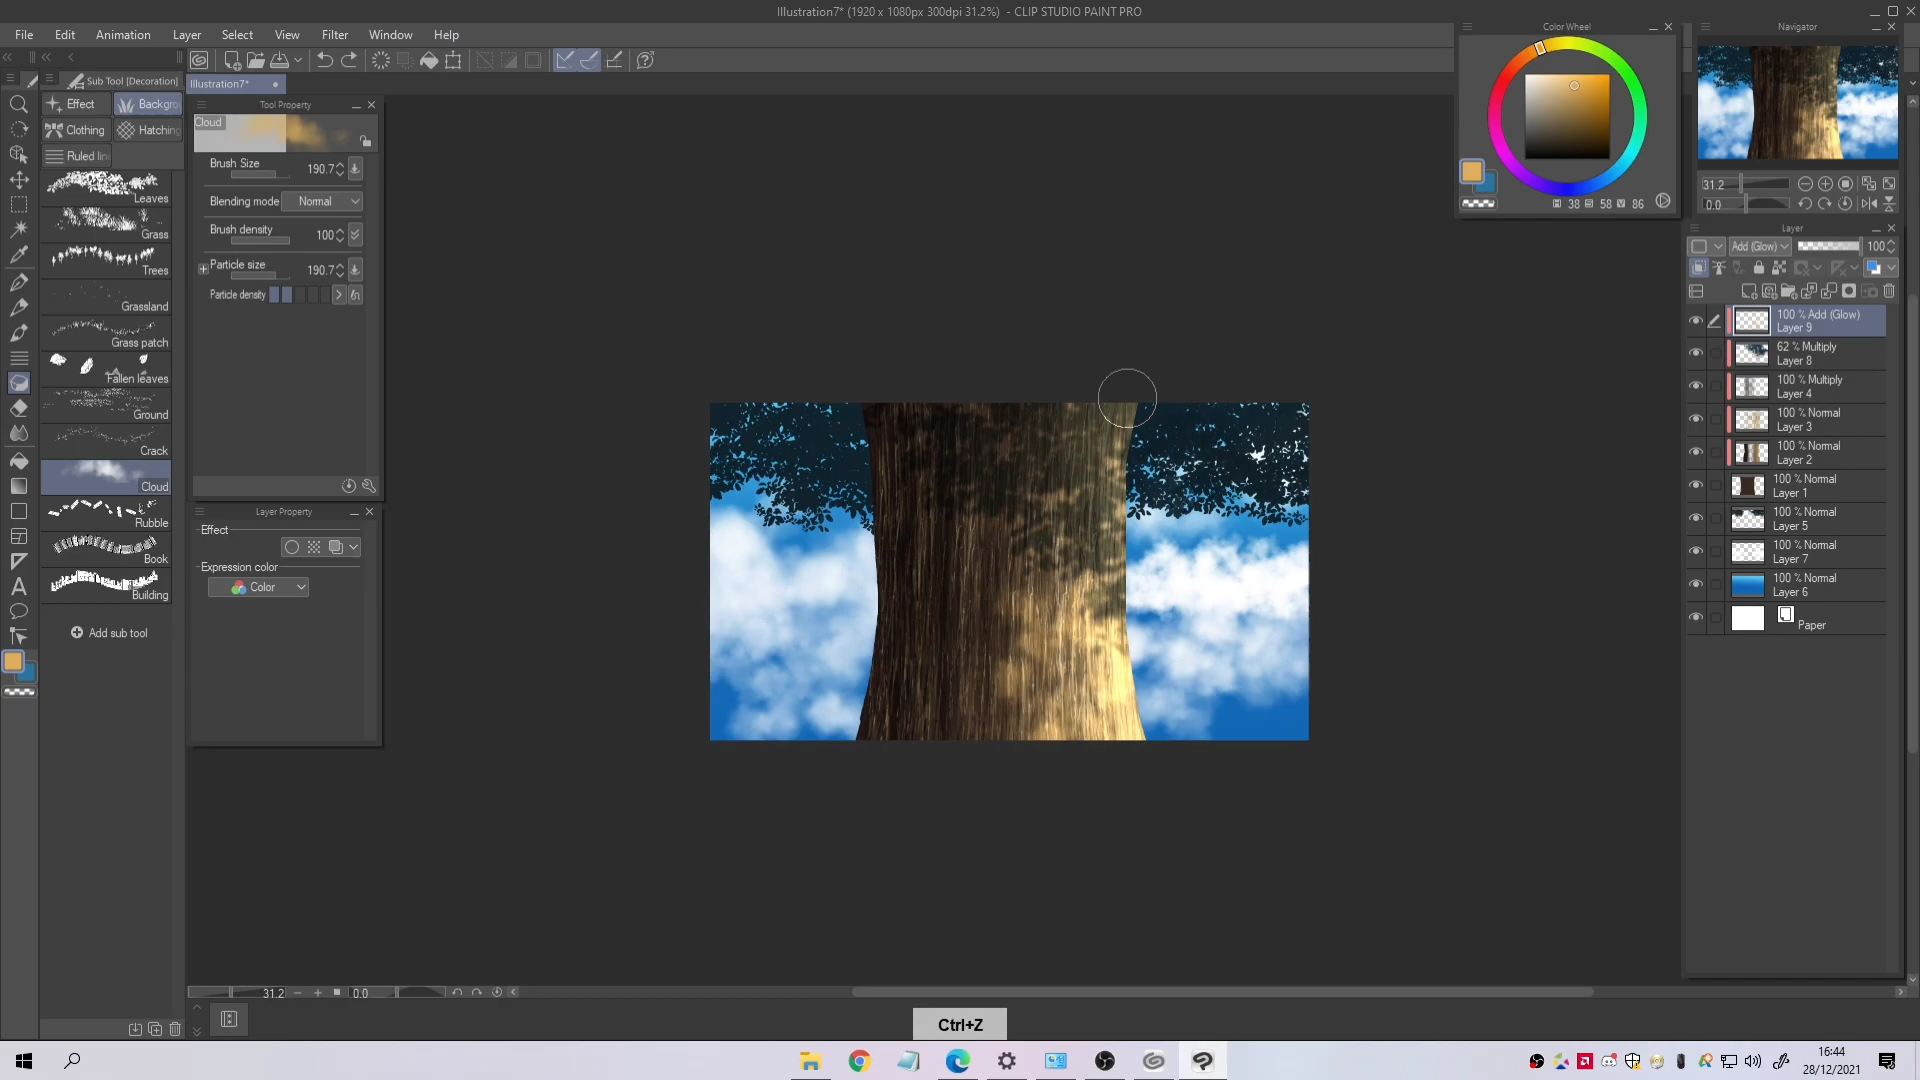 Illustration7* (1920 x 1080px 300dpi 31.2%)  - CLIP STUDIO PAINT PRO
File Edit Animation Layer Select View Filter Window Help
Sub Tool [Decoration]
Effect
Backgro
Clothing
Hatching
Ruled lin
Leaves
Grass
Trees
Grassland
Grass patch
Fallen leaves
Ground
Crack
Cloud
Rubble
Book
Building
Add sub tool
Illustration7*
Tool Property
Cloud
Brush Size 190.7
Blending mode Normal
Brush density 100
Particle size 190.7
Particle density
Layer Property
Effect
Expression color
Color
31.2
0.0
Ctrl+Z
Color Wheel
H 38 S 58 V 86
Navigator
31.2
0.0
Layer
Add (Glow) 100
100 % Add (Glow)
Layer 9
62 % Multiply
Layer 8
100 % Multiply
Layer 4
100 % Normal
Layer 3
100 % Normal
Layer 2
100 % Normal
Layer 1
100 % Normal
Layer 5
100 % Normal
Layer 7
100 % Normal
Layer 6
Paper
16:44
28/12/2021